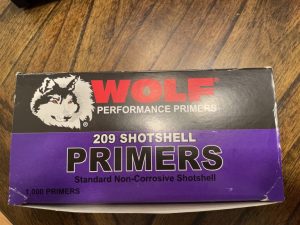 WOLF
PERFORMANCE PRIMERS
209 SHOTSHELL
PRIMERS
Standard Non-Corrosive Shotshell
1,000 PRIMERS